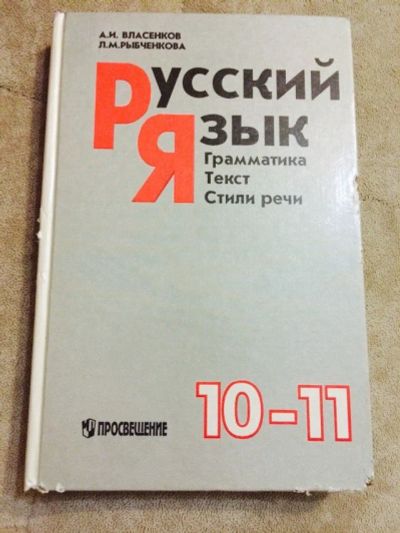 А.И. ВЛАСЕНКОВ
Л.М.РЫБЧЕНКОВА
РУССКИЙ
ЯЗЫК
Грамматика
Текст
Стили речи
10-11
ПРОСВЕЩЕНИЕ